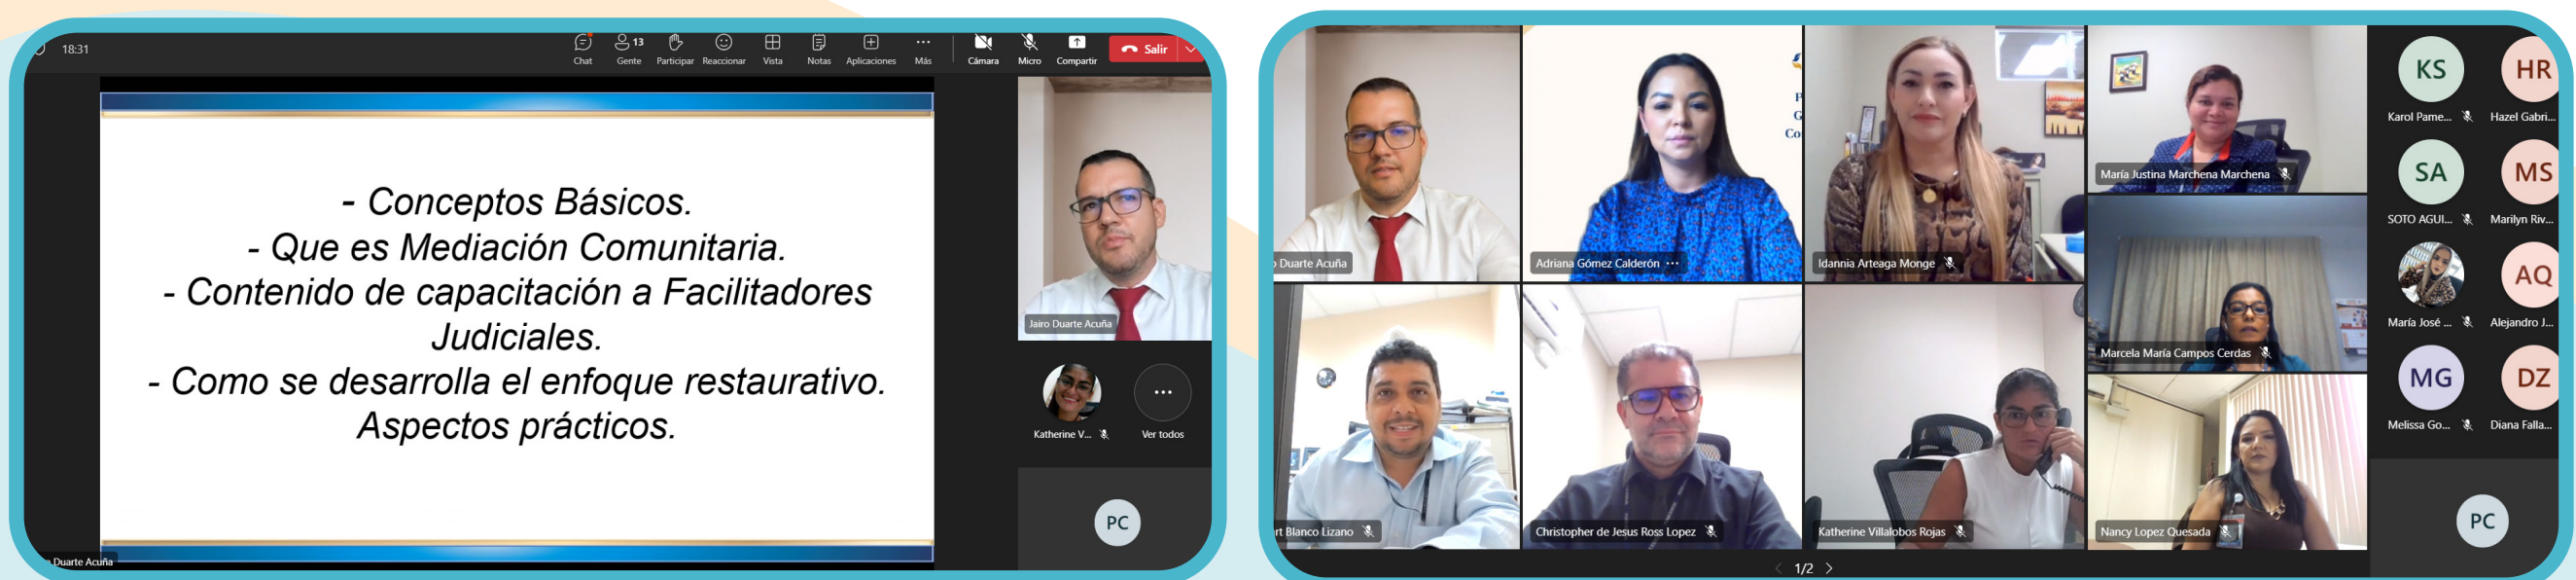 18:31
13
Chat
Gente
Participar
Reaccionar
Vista
Notas
Aplicaciones
Más
Cámara
Micro
Compartir
Salir
- Conceptos Básicos.
- Que es Mediación Comunitaria.
- Contenido de capacitación a Facilitadores
Judiciales.
- Como se desarrolla el enfoque restaurativo.
Aspectos prácticos.
Duarte Acuña
Jairo Duarte Acuña
Katherine V...
Ver todos
PC
Duarte Acuña
Adriana Gómez Calderón
Idannia Arteaga Monge
María Justina Marchena Marchena
Marcela María Campos Cerdas
rt Blanco Lizano
Christopher de Jesus Ross Lopez
Katherine Villalobos Rojas
Nancy Lopez Quesada
KS
Karol Pame...
HR
Hazel Gabri...
SA
SOTO AGUI...
MS
Marilyn Riv...
María José ...
AQ
Alejandro J...
MG
Melissa Go...
DZ
Diana Falla...
PC
1/2